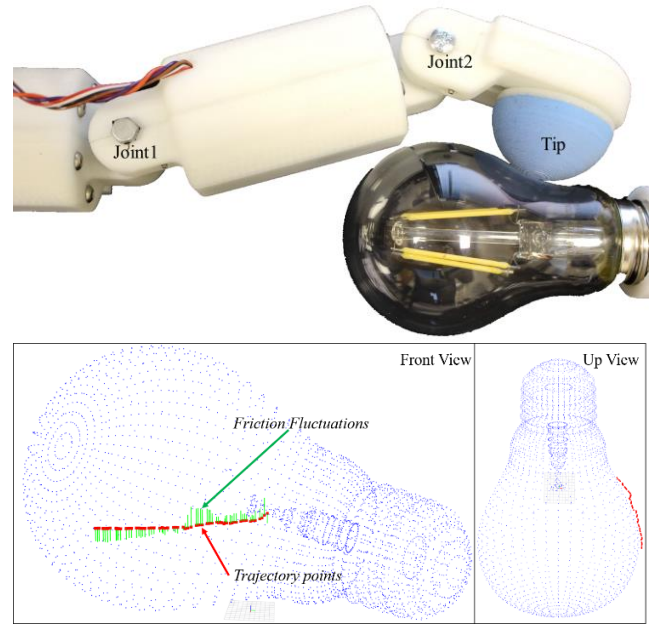 Joint2
Joint1
Tip
Front View
Up View
Friction Fluctuations
Trajectory points